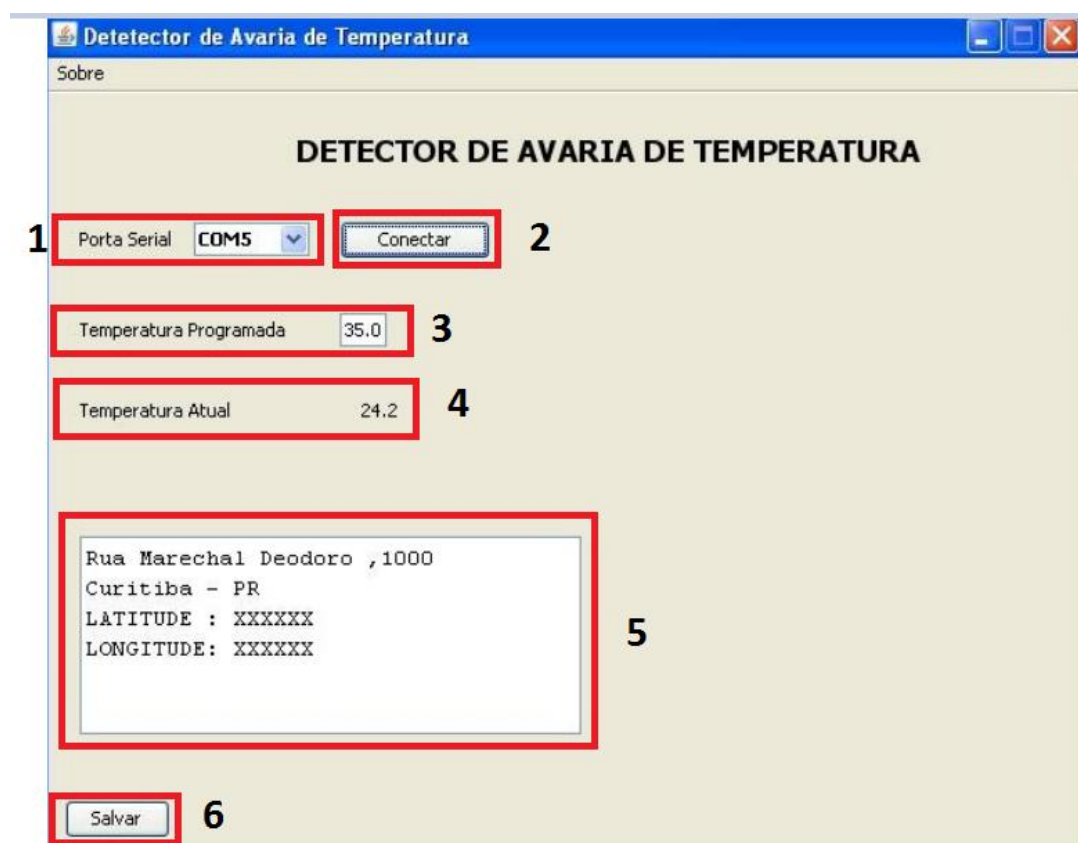 Detetector de Avaria de Temperatura
Sobre
DETECTOR DE AVARIA DE TEMPERATURA
1 Porta Serial COM5 Conectar 2
Temperatura Programada 35.0 3
Temperatura Atual 24.2 4
Rua Marechal Deodoro ,1000
Curitiba - PR
LATITUDE : XXXXXX
LONGITUDE: XXXXXX
5
Salvar 6